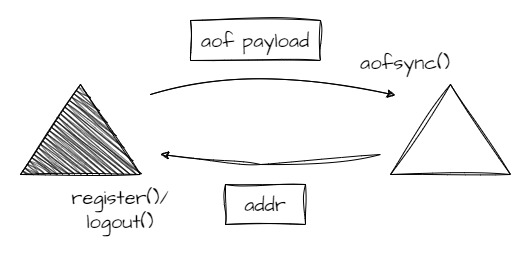 aof payload
aofsync()
register()/
logout()
addr